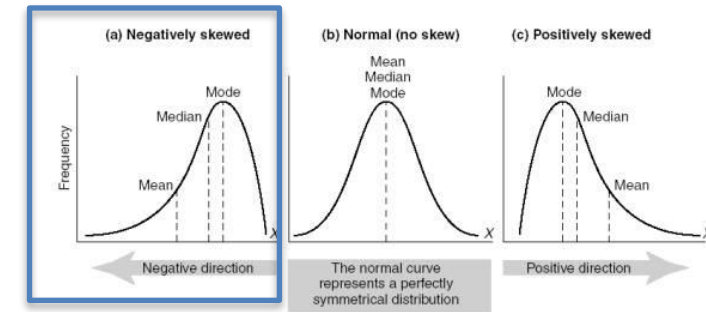 (a) Negatively skewed
Frequency
Mode
Median
Mean
X
Negative direction
(b) Normal (no skew)
Mean
Median
Mode
X
The normal curve
represents a perfectly
symmetrical distribution
(c) Positively skewed
Mode
Median
Mean
X
Positive direction